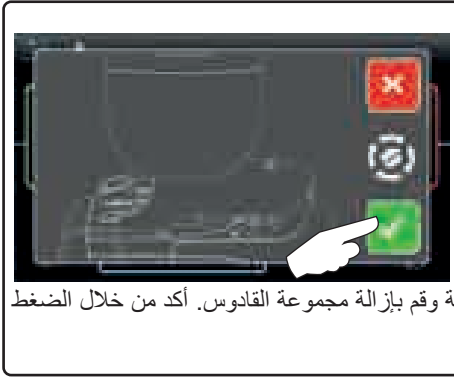 ة وقم بإزالة مجموعة القادوس. أكد من خلال الضغط